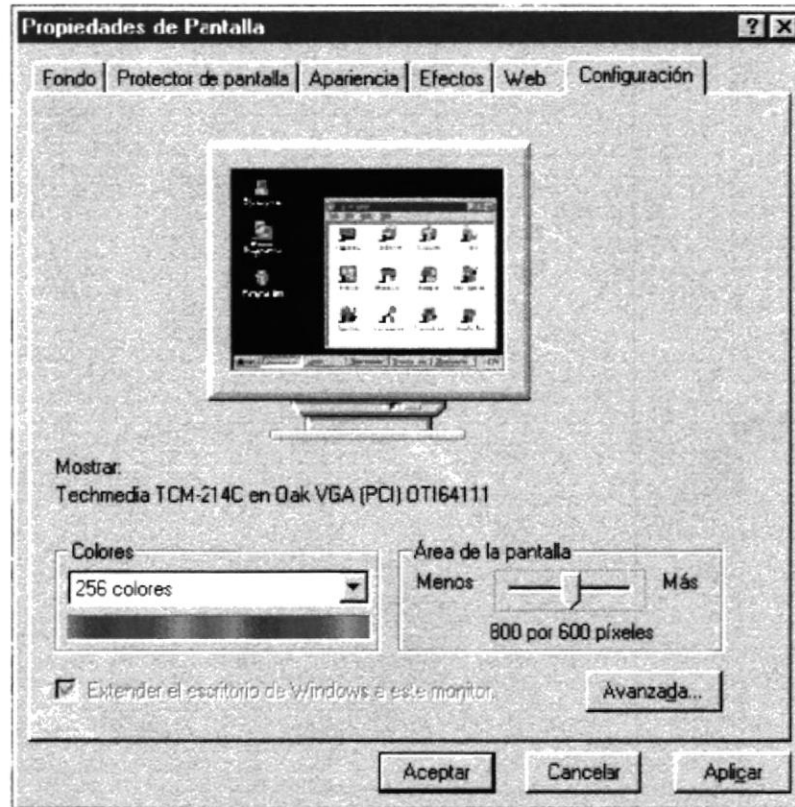 Propiedades de Pantalla
Fondo Protector de pantalla Apariencia Efectos Web Configuración
Mostrar:
Techmedia TCM-214C en Oak VGA (PCI) OTI64111
Colores
256 colores
Área de la pantalla
Menos Más
800 por 600 píxeles
Extender el escritorio de Windows a este monitor.
Avanzada...
Aceptar Cancelar Aplicar